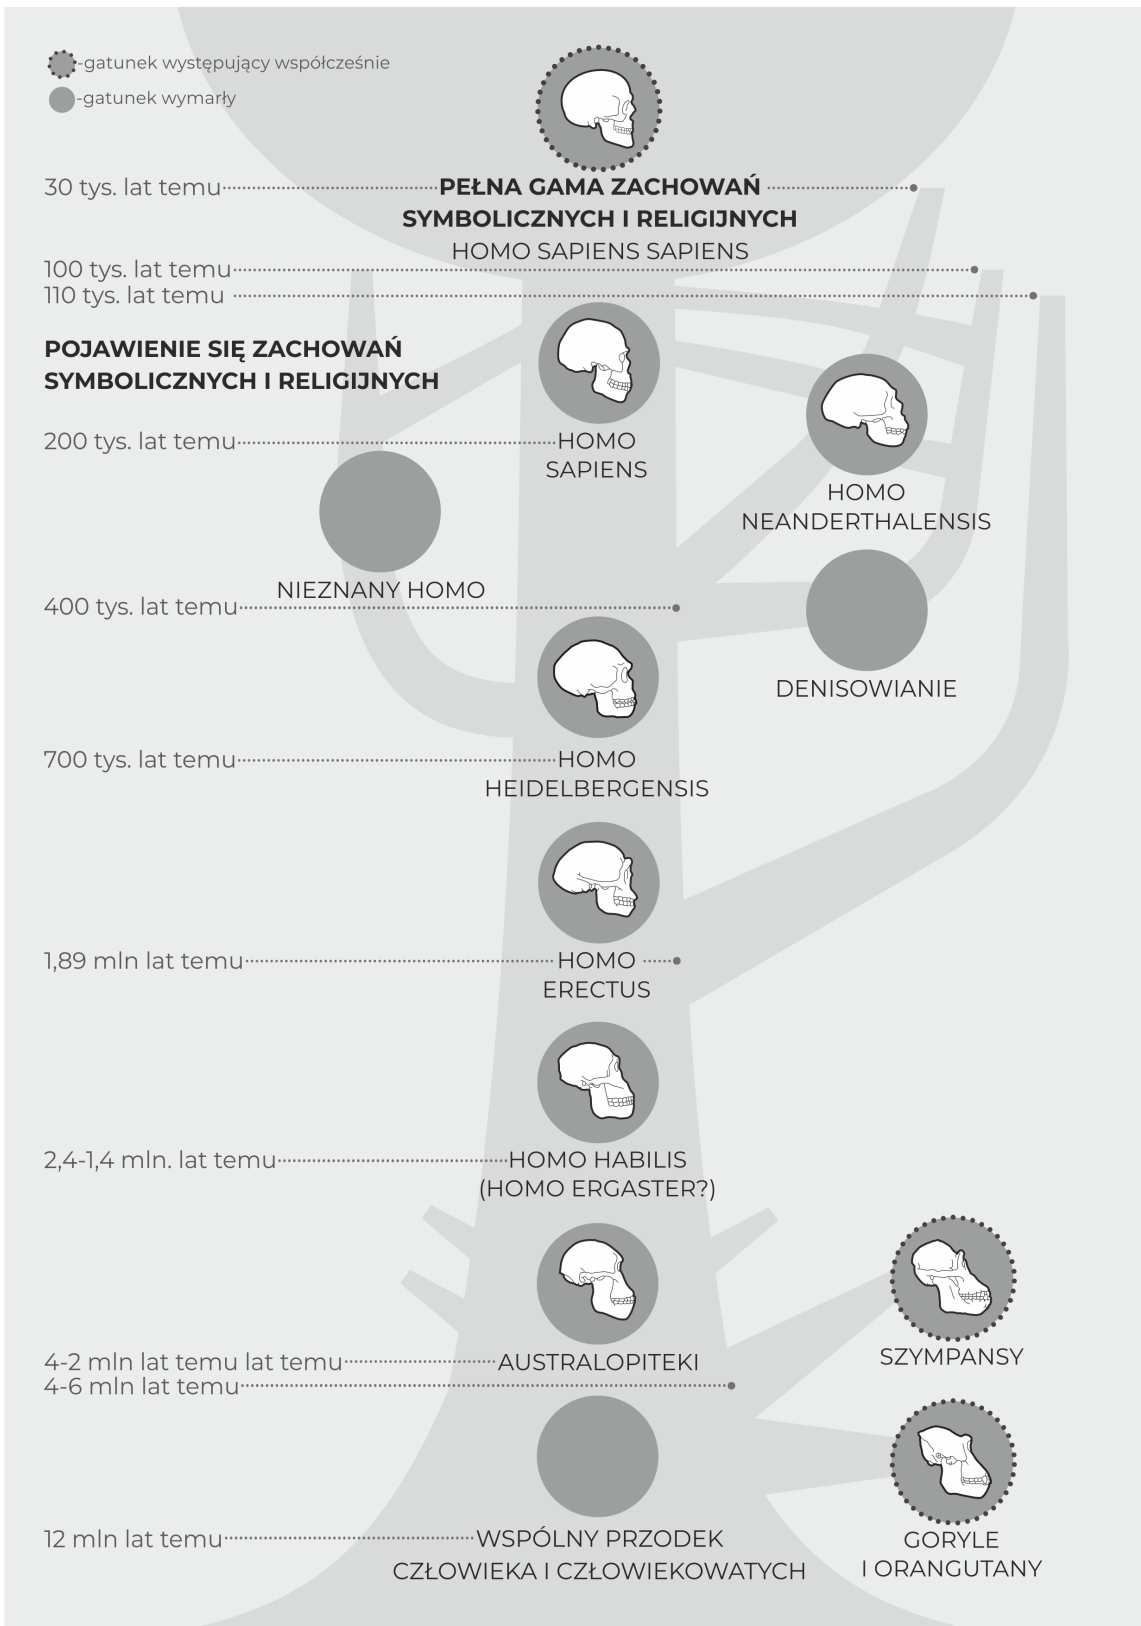 -gatunek występujący współcześnie
-gatunek wymarły
30 tys. lat temu
PEŁNA GAMA ZACHOWAŃ
SYMBOLICZNYCH I RELIGIJNYCH
HOMO SAPIENS SAPIENS
100 tys. lat temu
110 tys. lat temu
POJAWIENIE SIĘ ZACHOWAŃ
SYMBOLICZNYCH I RELIGIJNYCH
200 tys. lat temu
HOMO
SAPIENS
HOMO
NEANDERTHALENSIS
NIEZNANY HOMO
400 tys. lat temu
DENISOWIANIE
700 tys. lat temu
HOMO
HEIDELBERGENSIS
1,89 mln lat temu
HOMO
ERECTUS
2,4-1,4 mln. lat temu
HOMO HABILIS
(HOMO ERGASTER?)
SZYMPANSY
4-2 mln lat temu lat temu
AUSTRALOPITEKI
4-6 mln lat temu
12 mln lat temu
WSPÓLNY PRZODEK
CZŁOWIEKA I CZŁOWIEKOWATYCH
GORYLE
I ORANGUTANY